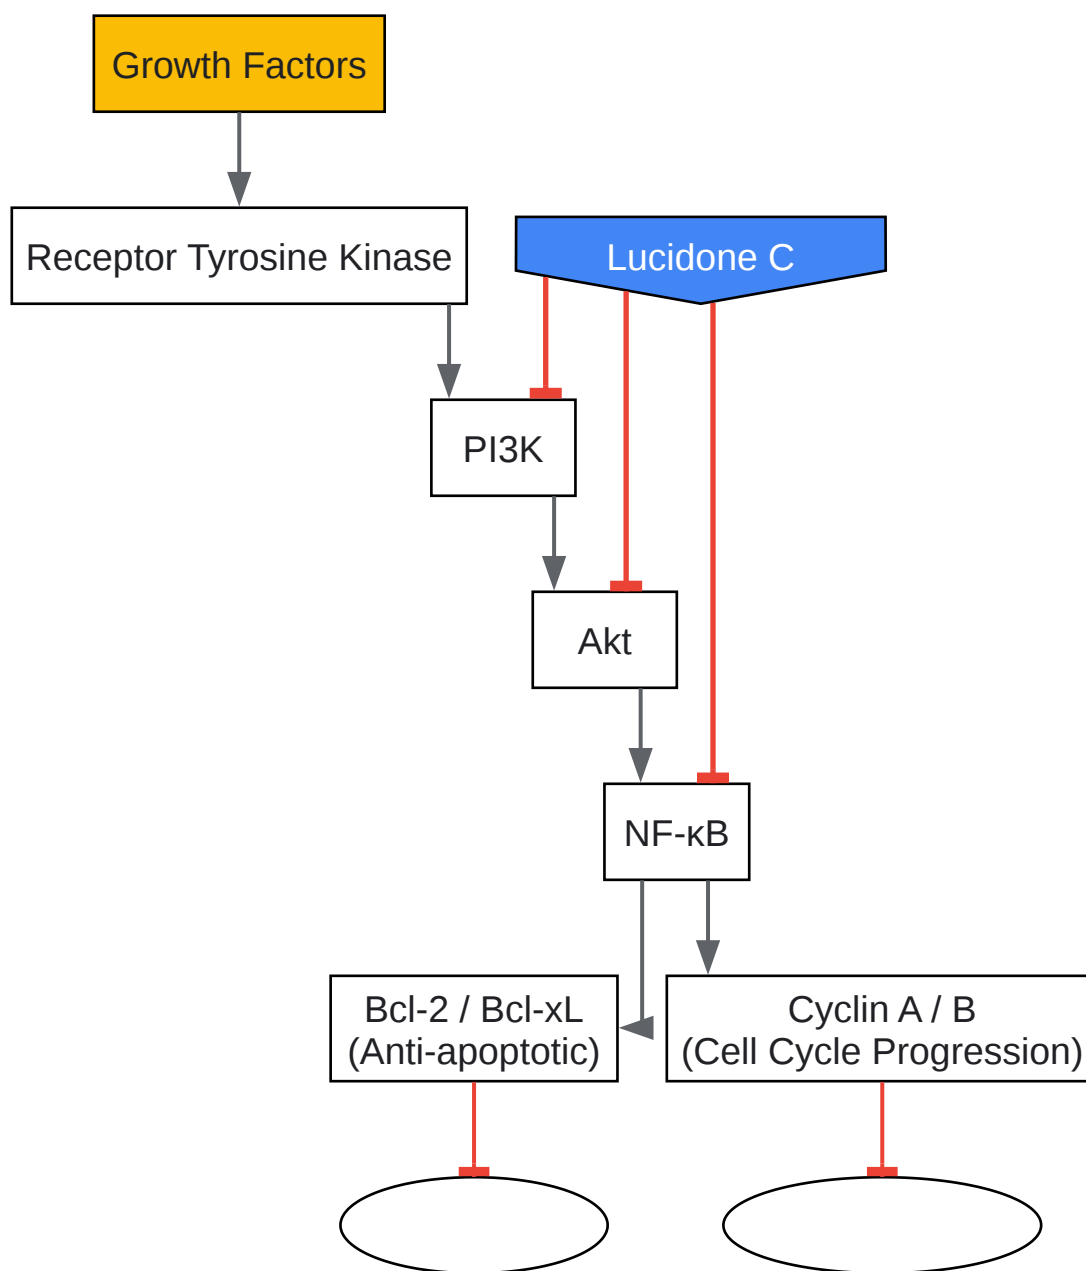 Growth Factors
Receptor Tyrosine Kinase
Lucidone C
PI3K
Akt
NF-κB
Bcl-2 / Bcl-xL
(Anti-apoptotic)
Cyclin A / B
(Cell Cycle Progression)